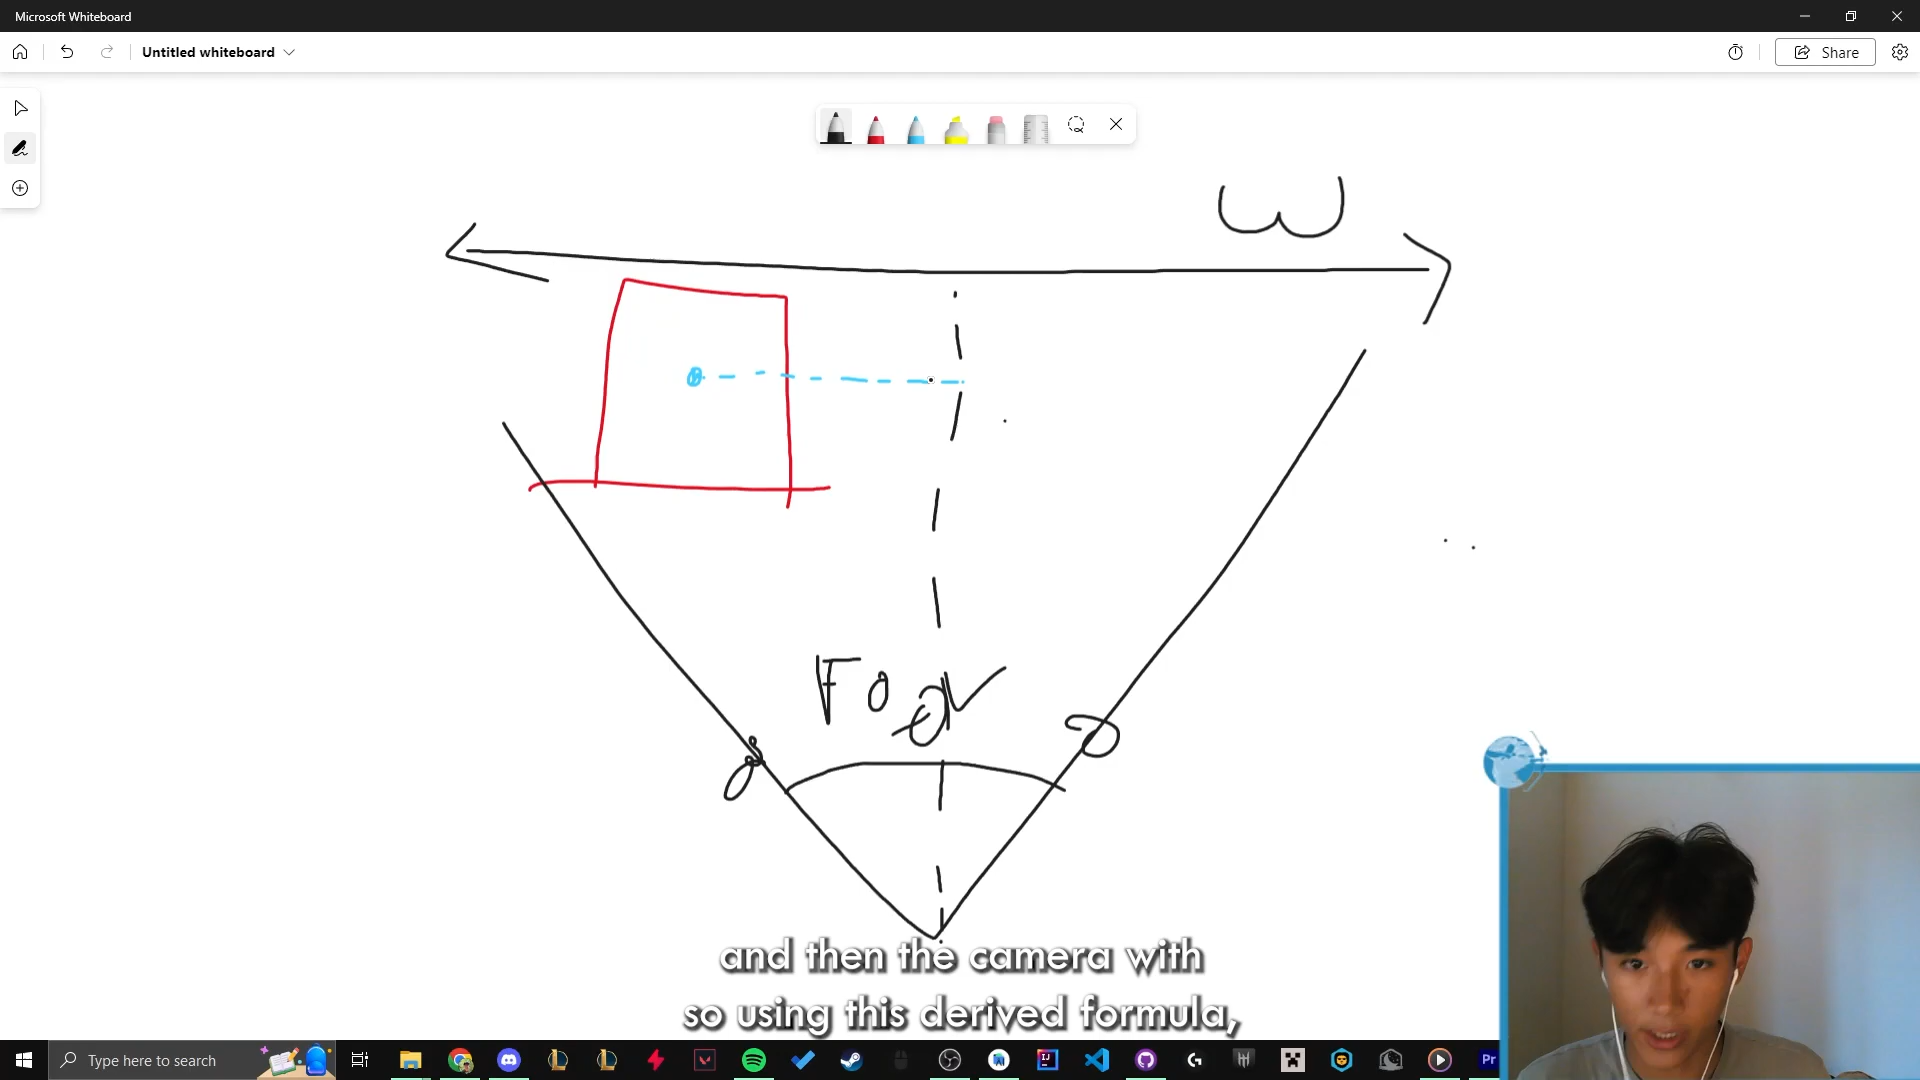 Microsoft Whiteboard
Untitled whiteboard
Share
W
FOV
and then the camera with
so using this derived formula,
Type here to search
Pr